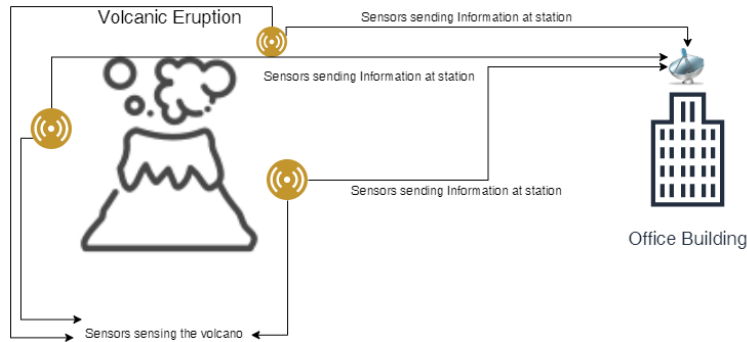 Volcanic Eruption
Sensors sending Information at station
Sensors sending Information at station
Sensors sending Information at station
Office Building
Sensors sensing the volcano